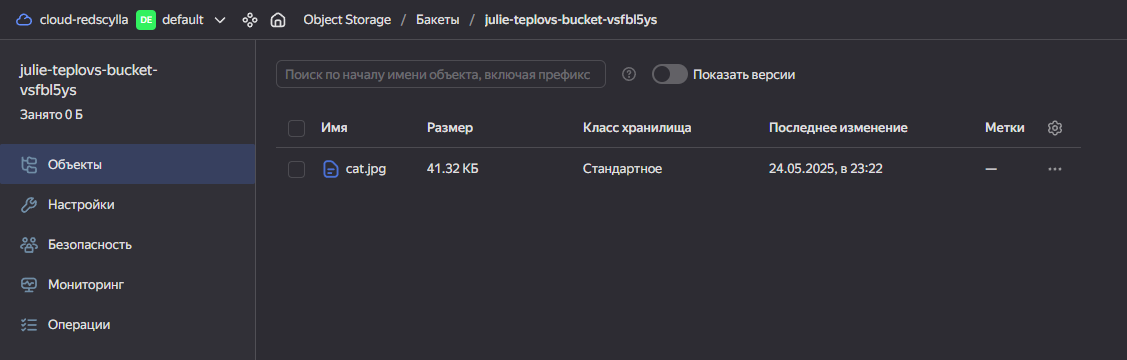 cloud-redscylla DE default Object Storage / Бакеты / julie-teplovs-bucket-vsfbl5ys
julie-teplovs-bucket-
vsfbl5ys
Занято 0 Б
Объекты
Настройки
Безопасность
Мониторинг
Операции
Поиск по началу имени объекта, включая префикс ? Показать версии
Имя Размер Класс хранилища Последнее изменение Метки
cat.jpg 41.32 КБ Стандартное 24.05.2025, в 23:22 —